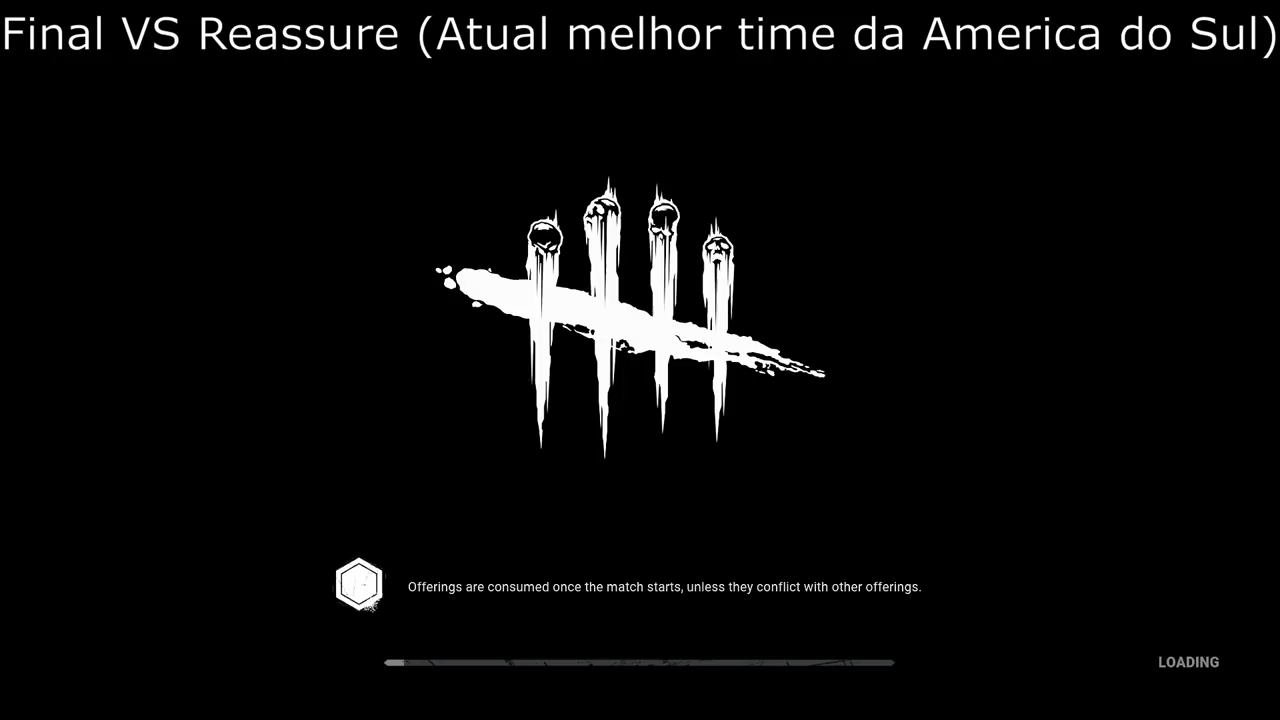 Final VS Reassure (Atual melhor time da America do Sul)
Offerings are consumed once the match starts, unless they conflict with other offerings.
LOADING